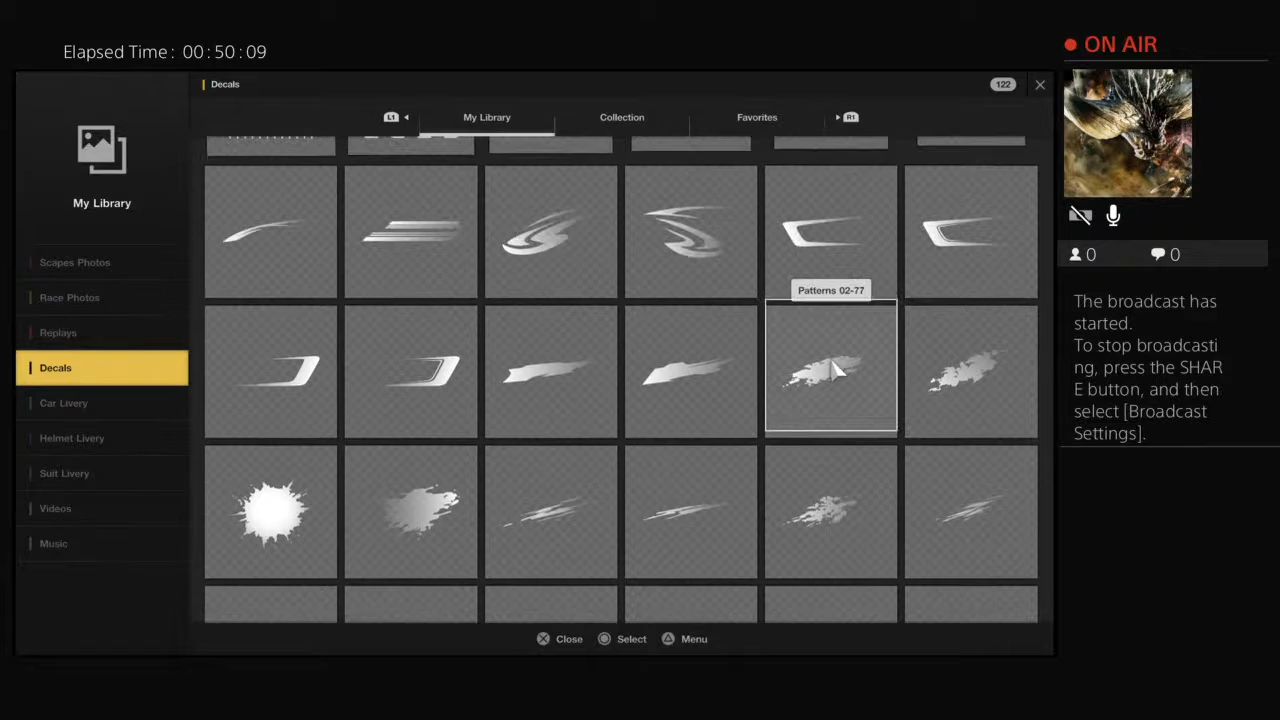 Elapsed Time: 00:50:09
ON AIR
Decals
122
L1
My Library
Collection
Favorites
R1
My Library
Scapes Photos
Race Photos
Replays
Decals
Car Livery
Helmet Livery
Suit Livery
Videos
Music
Patterns 02-77
Close
Select
Menu
0
0
The broadcast has
started.
To stop broadcasti
ng, press the SHAR
E button, and then
select [Broadcast
Settings].